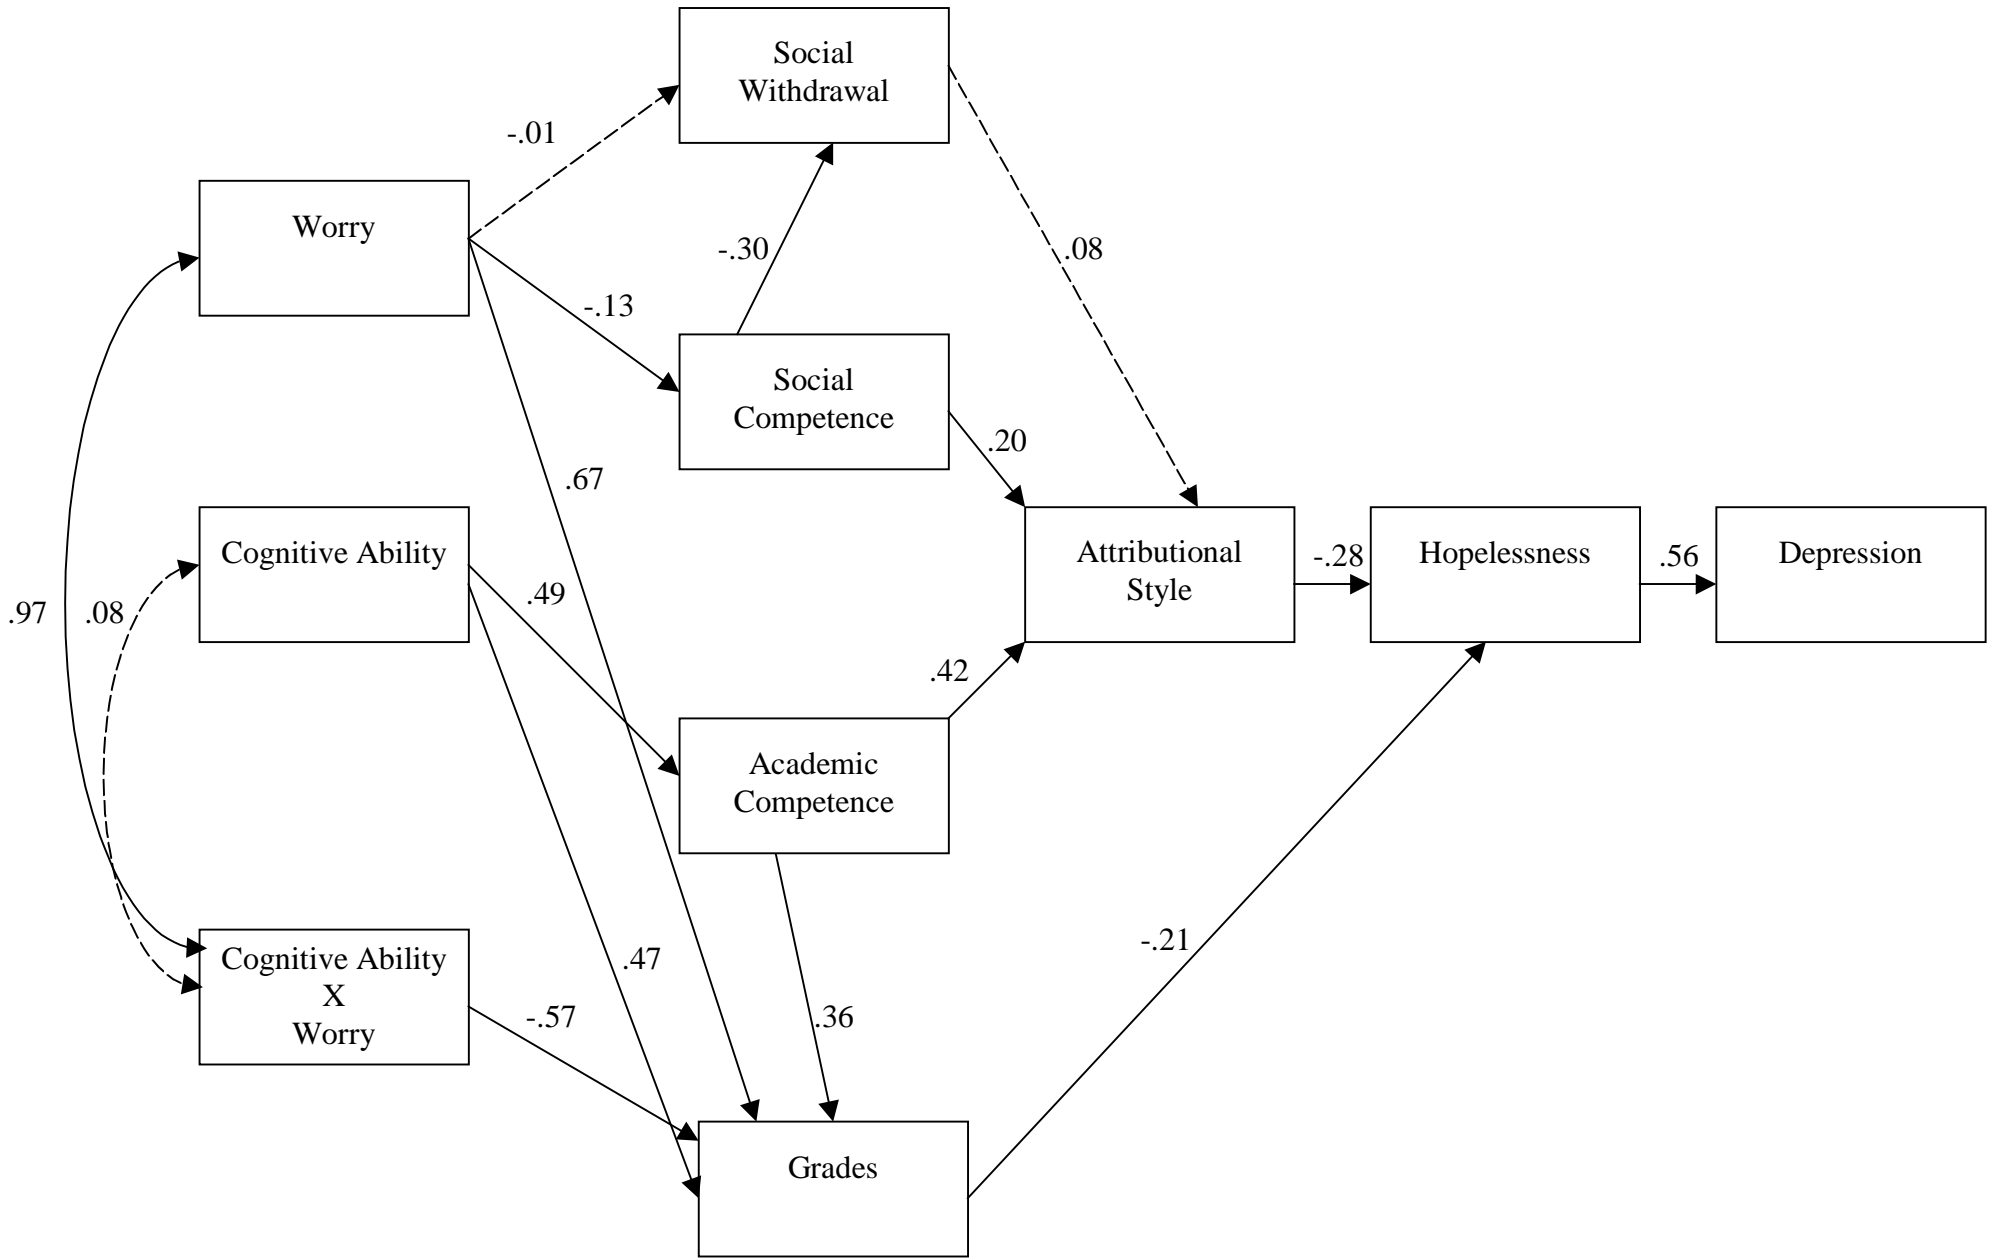 Social
Withdrawal
-.01
Worry
-.30
.08
-.13
Social
Competence
.20
.67
Cognitive Ability
.49
Attributional
Style
-.28
Hopelessness
.56
Depression
.97
.08
.42
Academic
Competence
Cognitive Ability
X
Worry
.47
-.21
-.57
.36
Grades